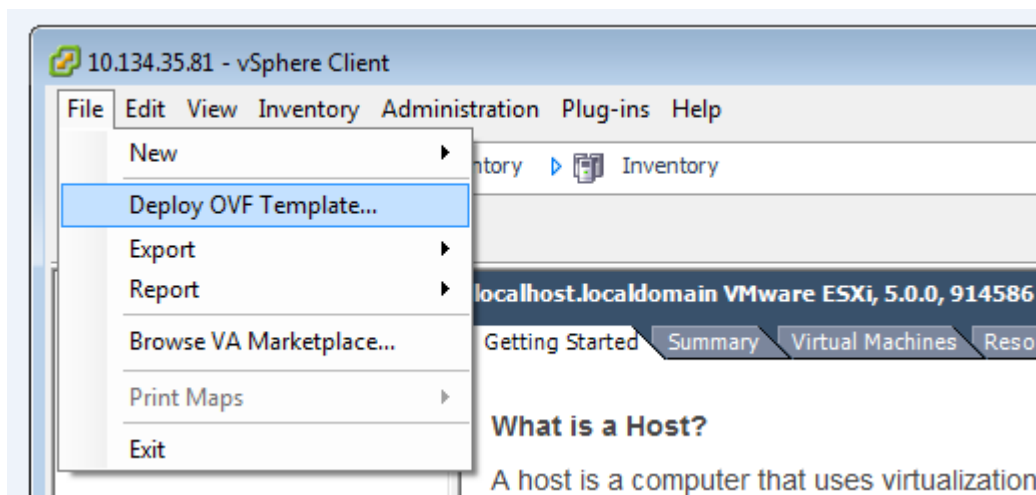 10.134.35.81 - vSphere Client
File Edit View Inventory Administration Plug-ins Help
New
ntory Inventory
Deploy OVF Template...
Export
Report
localhost.localdomain VMware ESXi, 5.0.0, 914586
Browse VA Marketplace...
Getting Started Summary Virtual Machines Reso
Print Maps
What is a Host?
Exit
A host is a computer that uses virtualization